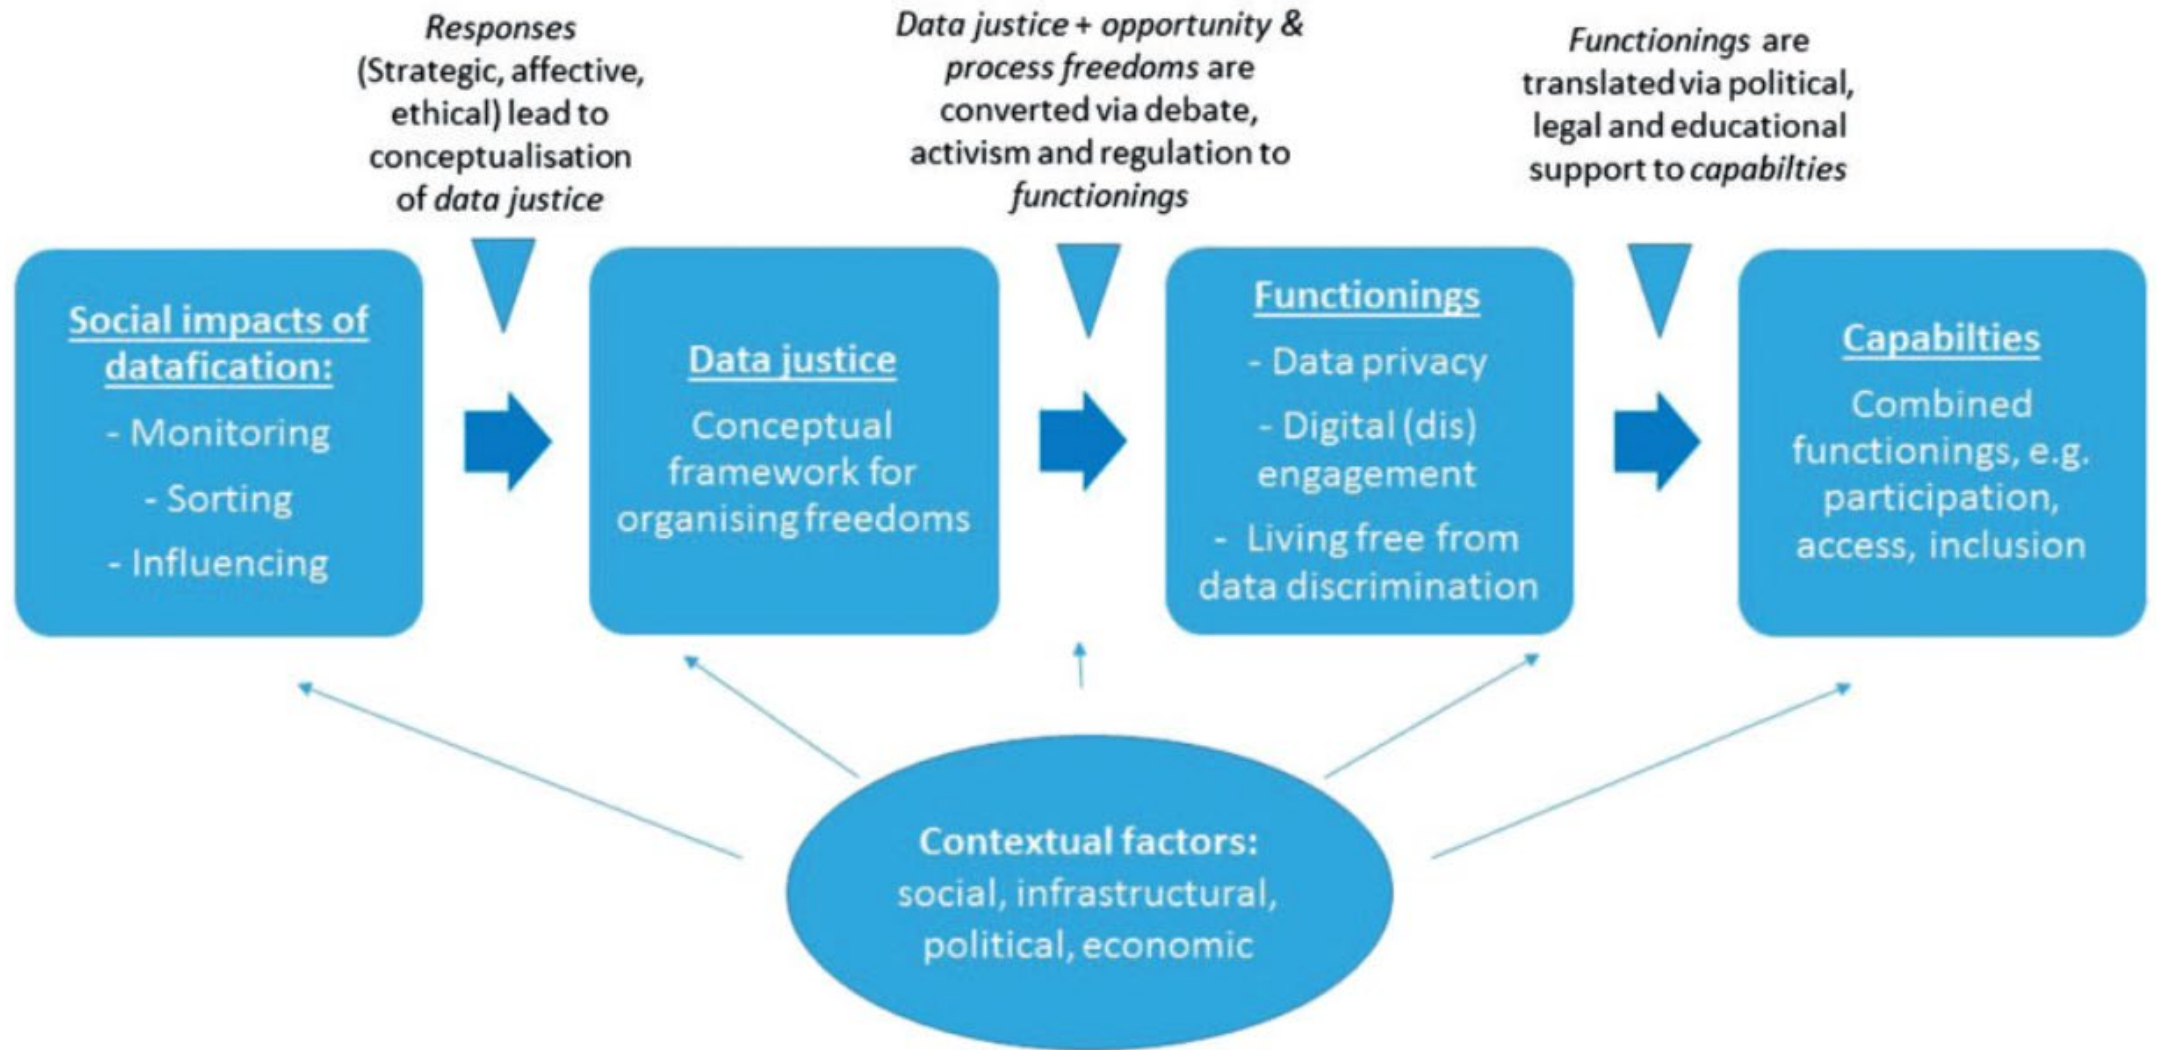 Responses
(Strategic, affective,
ethical) lead to
conceptualisation
of data justice
Data justice + opportunity &
process freedoms are
converted via debate,
activism and regulation to
functionings
Functionings are
translated via political,
legal and educational
support to capabilties
Social impacts of
datafication:
- Monitoring
- Sorting
- Influencing
Data justice
Conceptual
framework for
organising freedoms
Functionings
- Data privacy
- Digital (dis)
engagement
- Living free from
data discrimination
Capabilties
Combined
functionings, e.g.
participation,
access, inclusion
Contextual factors:
social, infrastructural,
political, economic